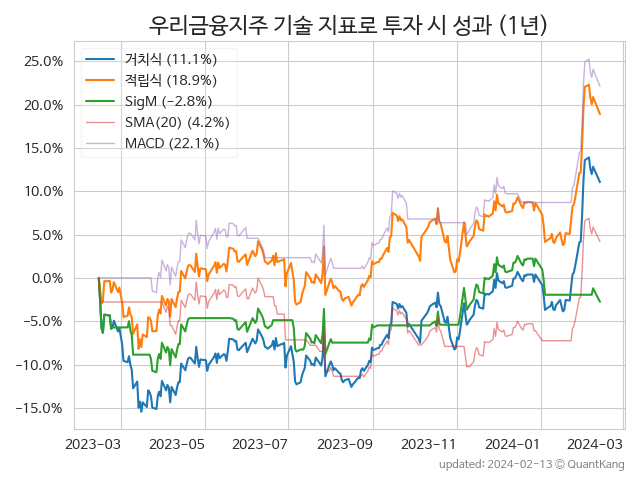 우리금융지주 기술 지표로 투자 시 성과 (1년)
거치식 (11.1%)
적립식 (18.9%)
SigM (−2.8%)
SMA(20) (4.2%)
MACD (22.1%)
25.0%
20.0%
15.0%
10.0%
5.0%
0.0%
−5.0%
−10.0%
−15.0%
2023-03 2023-05 2023-07 2023-09 2023-11 2024-01 2024-03
updated: 2024-02-13 © QuantKang